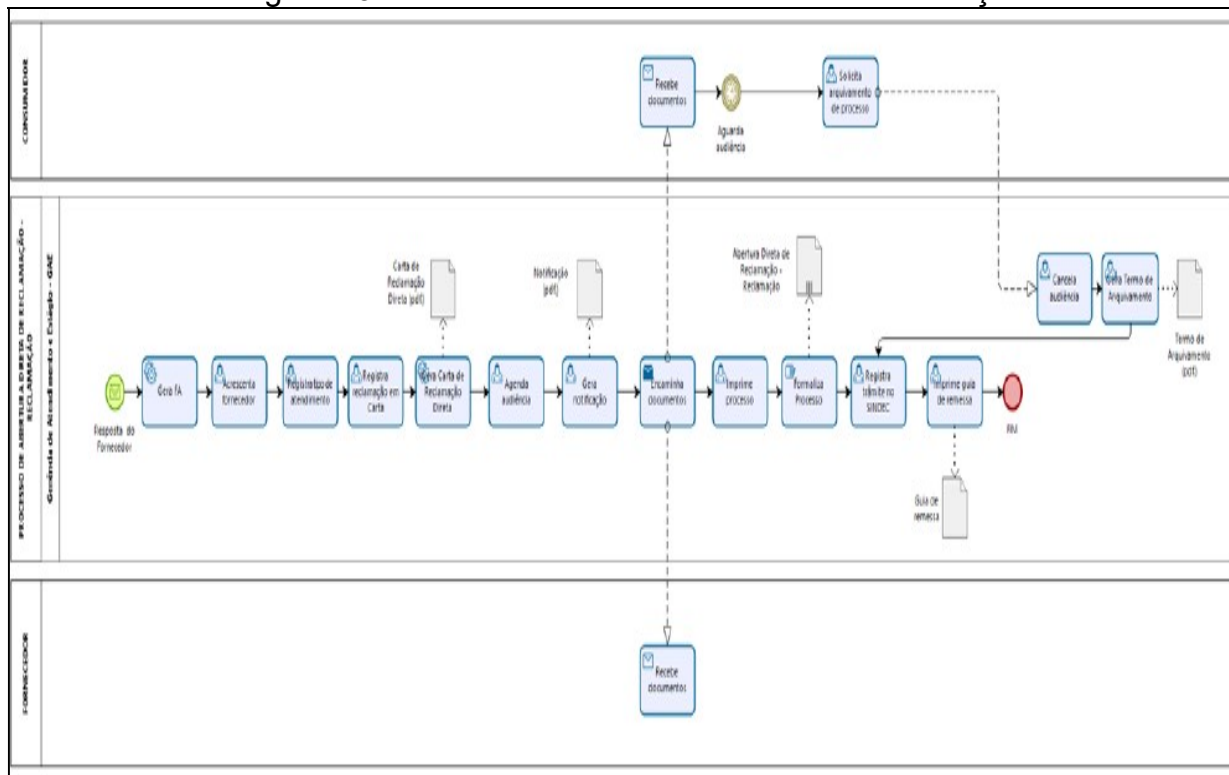 CONSUMIDOR
Recebe
documentos
Aguarda
audiência
Solicita
arquivamento
de processo
PROCESSO DE ABERTURA DIRETA DE RECLAMAÇÃO -
RECLAMAÇÃO
Gerência de Atendimento e Estágio - GAE
Carta de
Reclamação
Direta (pdf)
Notificação
(pdf)
Abertura Direta de
Reclamação -
Reclamação
Cancela
audiência
Gera Termo de
Arquivamento
Termo de
Arquivamento
(pdf)
Resposta do
Fornecedor
Gera FA
Acrescenta
fornecedor
Registra tipo de
atendimento
Registra
reclamação em
Carta
Gera Carta de
Reclamação
Direta
Agenda
audiência
Gera
notificação
Encaminha
documentos
Imprime
processo
Formaliza
Processo
Registra
trâmite no
SINDEC
Imprime guia
de remessa
FIM
Guia de
remessa
FORNECEDOR
Recebe
documentos